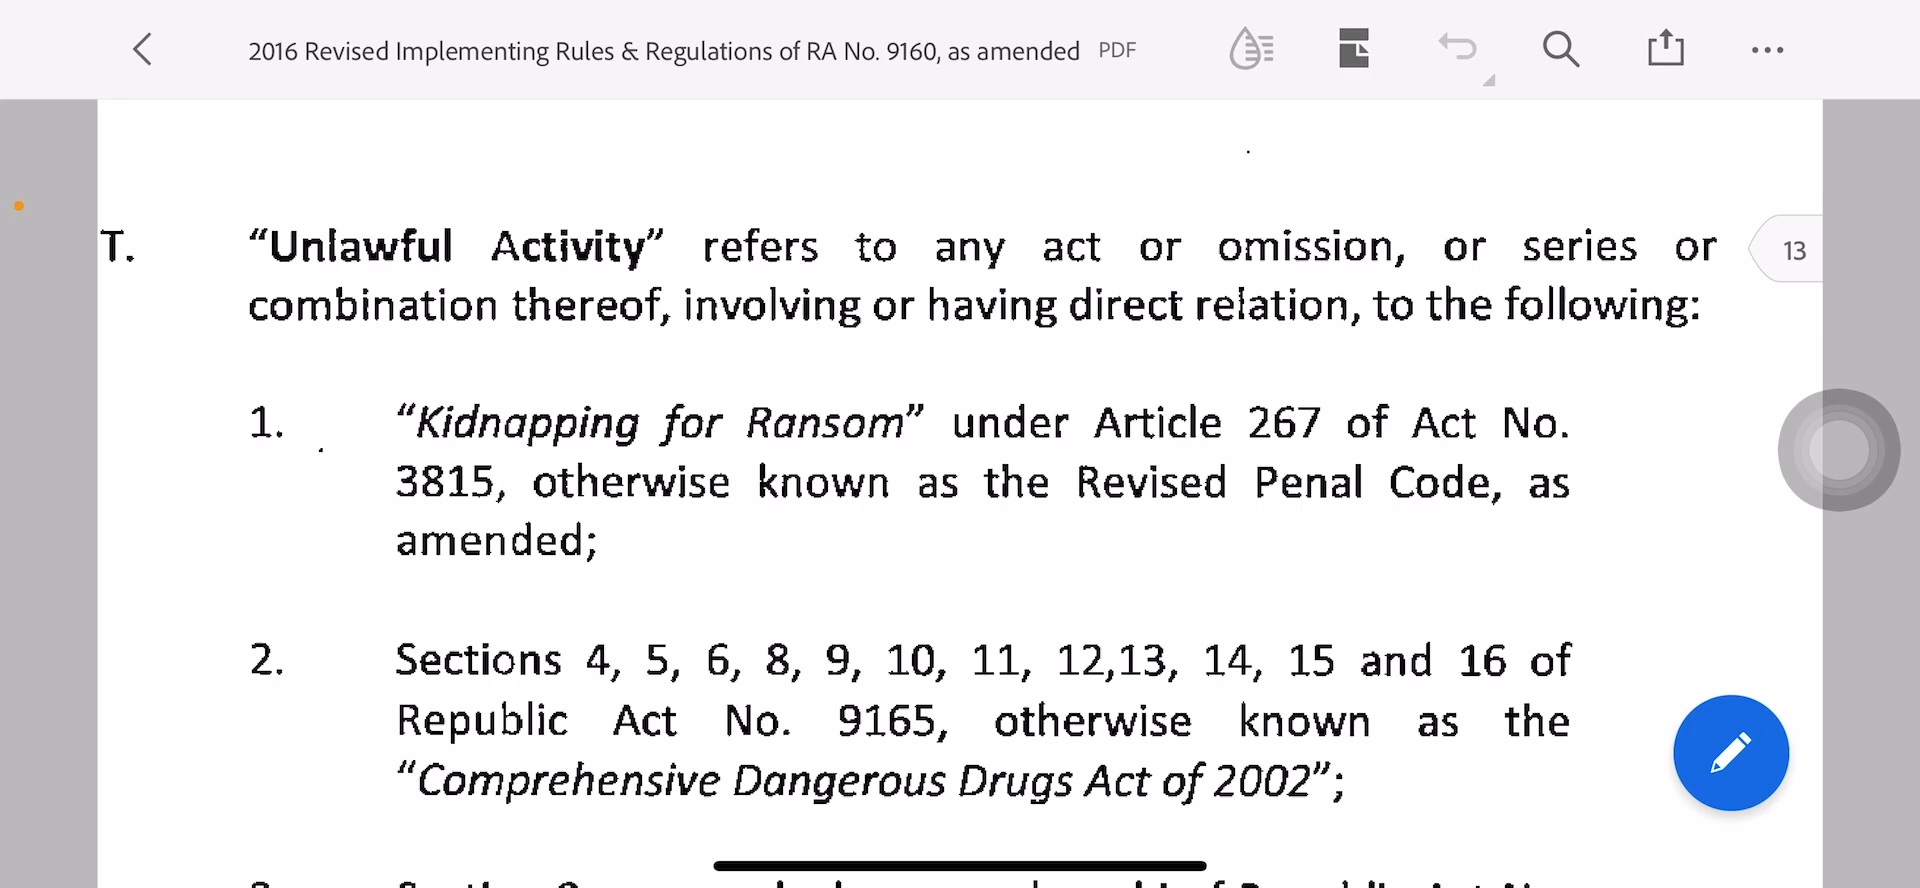 2016 Revised Implementing Rules & Regulations of RA No. 9160, as amended PDF
T. “Unlawful Activity” refers to any act or omission, or series or
13
combination thereof, involving or having direct relation, to the following:
1. “Kidnapping for Ransom” under Article 267 of Act No.
3815, otherwise known as the Revised Penal Code, as
amended;
2. Sections 4, 5, 6, 8, 9, 10, 11, 12,13, 14, 15 and 16 of
Republic Act No. 9165, otherwise known as the
“Comprehensive Dangerous Drugs Act of 2002”;